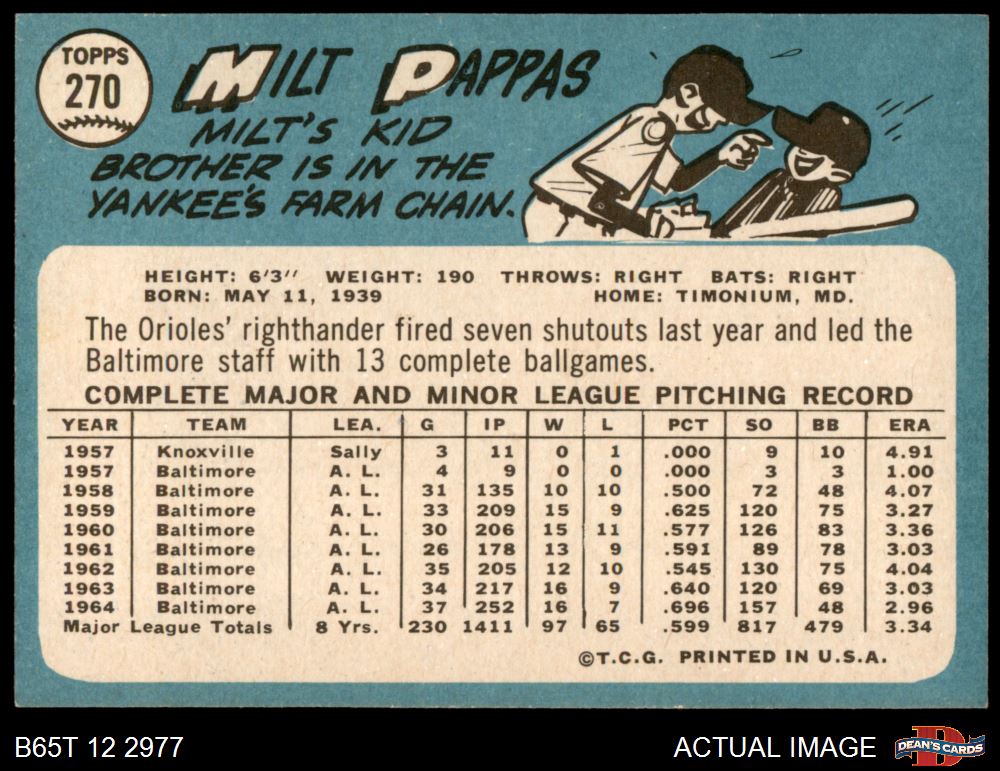 TOPPS
270
MILT PAPPAS
MILT'S KID
BROTHER IS IN THE
YANKEE'S FARM CHAIN.
HEIGHT: 6'3" WEIGHT: 190 THROWS: RIGHT BATS: RIGHT
BORN: MAY 11, 1939 HOME: TIMONIUM, MD.
The Orioles' righthander fired seven shutouts last year and led the
Baltimore staff with 13 complete ballgames.
COMPLETE MAJOR AND MINOR LEAGUE PITCHING RECORD
YEAR TEAM LEA. G IP W L PCT SO BB ERA
1957 Knoxville Sally 3 11 0 1 .000 9 10 4.91
1957 Baltimore A. L. 4 9 0 0 .000 3 3 1.00
1958 Baltimore A. L. 31 135 10 10 .500 72 48 4.07
1959 Baltimore A. L. 33 209 15 9 .625 120 75 3.27
1960 Baltimore A. L. 30 206 15 11 .577 126 83 3.36
1961 Baltimore A. L. 26 178 13 9 .591 89 78 3.03
1962 Baltimore A. L. 35 205 12 10 .545 130 75 4.04
1963 Baltimore A. L. 34 217 16 9 .640 120 69 3.03
1964 Baltimore A. L. 37 252 16 7 .696 157 48 2.96
Major League Totals 8 Yrs. 230 1411 97 65 .599 817 479 3.34
©T.C.G. PRINTED IN U.S.A.
B65T 12 2977 ACTUAL IMAGE DEAN'S CARDS